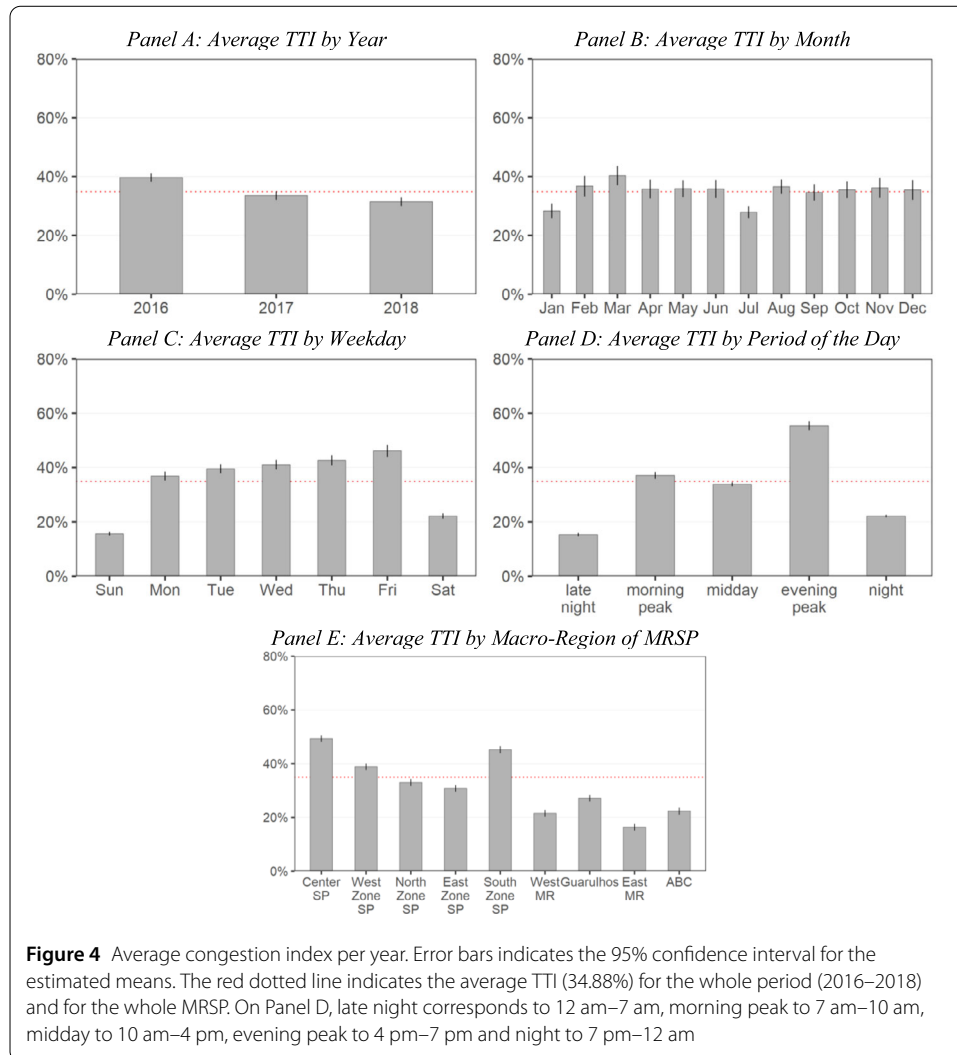 Panel A: Average TTI by Year
80%
60%
40%
20%
0%
2016 2017 2018
Panel B: Average TTI by Month
80%
60%
40%
20%
0%
Jan Feb Mar Apr May Jun Jul Aug Sep Oct Nov Dec
Panel C: Average TTI by Weekday
80%
60%
40%
20%
0%
Sun Mon Tue Wed Thu Fri Sat
Panel D: Average TTI by Period of the Day
80%
60%
40%
20%
0%
late night morning peak midday evening peak night
Panel E: Average TTI by Macro-Region of MRSP
80%
60%
40%
20%
0%
Center SP West Zone SP North Zone SP East Zone SP South Zone SP West MR Guarulhos East MR ABC
Figure 4 Average congestion index per year. Error bars indicates the 95% confidence interval for the
estimated means. The red dotted line indicates the average TTI (34.88%) for the whole period (2016–2018)
and for the whole MRSP. On Panel D, late night corresponds to 12 am–7 am, morning peak to 7 am–10 am,
midday to 10 am–4 pm, evening peak to 4 pm–7 pm and night to 7 pm–12 am